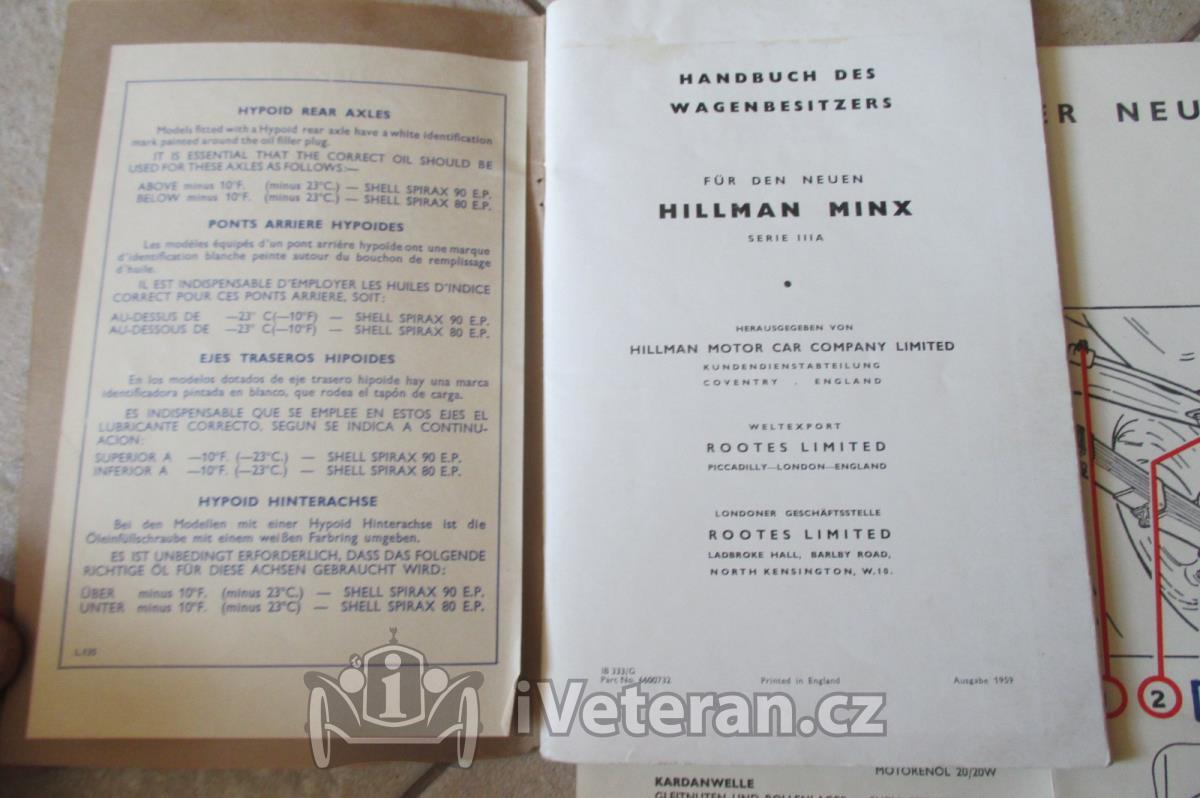 HYPOID REAR AXLES
Models fitted with a Hypoid rear axle have a white identification
mark painted around the oil filler plug.
IT IS ESSENTIAL THAT THE CORRECT OIL SHOULD BE
USED FOR THESE AXLES AS FOLLOWS:—
ABOVE minus 10°F. (minus 23°C.) — SHELL SPIRAX 90 E.P.
BELOW minus 10°F. (minus 23°C.) — SHELL SPIRAX 80 E.P.
PONTS ARRIERE HYPOIDES
Les modèles équipés d'un pont arrière hypoide ont une marque
d'identification blanche peinte autour du bouchon de remplissage
d'huile.
IL EST INDISPENSABLE D'EMPLOYER LES HUILES D'INDICE
CORRECT POUR CES PONTS ARRIERE, SOIT:
AU-DESSUS DE —23° C(—10°F) — SHELL SPIRAX 90 E.P.
AU-DESSOUS DE —23° C(—10°F) — SHELL SPIRAX 80 E.P.
EJES TRASEROS HIPOIDES
En los modelos dotados de eje trasero hipoide hay una marca
identificadora pintada en blanco, que rodea el tapón de carga.
ES INDISPENSABLE QUE SE EMPLEE EN ESTOS EJES EL
LUBRICANTE CORRECTO, SEGUN SE INDICA A CONTINU-
ACION:
SUPERIOR A —10°F. (—23°C.) — SHELL SPIRAX 90 E.P.
INFERIOR A —10°F. (—23°C.) — SHELL SPIRAX 80 E.P.
HYPOID HINTERACHSE
Bei den Modellen mit einer Hypoid Hinterachse ist die
Öleinfüllschraube mit einem weißen Farbring umgeben.
ES IST UNBEDINGT ERFORDERLICH, DASS DAS FOLGENDE
RICHTIGE ÖL FÜR DIESE ACHSEN GEBRAUCHT WIRD:
ÜBER minus 10°F. (minus 23°C.) — SHELL SPIRAX 90 E.P.
UNTER minus 10°F. (minus 23°C) — SHELL SPIRAX 80 E.P.
L.135
HANDBUCH DES
WAGENBESITZERS
FÜR DEN NEUEN
HILLMAN MINX
SERIE IIIA
HERAUSGEGEBEN VON
HILLMAN MOTOR CAR COMPANY LIMITED
KUNDENDIENSTABTEILUNG
COVENTRY . ENGLAND
WELTEXPORT
ROOTES LIMITED
PICCADILLY—LONDON—ENGLAND
LONDONER GESCHÄFTSSTELLE
ROOTES LIMITED
LADBROKE HALL, BARLBY ROAD,
NORTH KENSINGTON, W.10.
IB 333/G
Part No. 6600732 Printed in England Ausgabe 1959
ER NEU
2
iVeteran.cz
KARDANWELLE
MOTORENÖL 20/20W